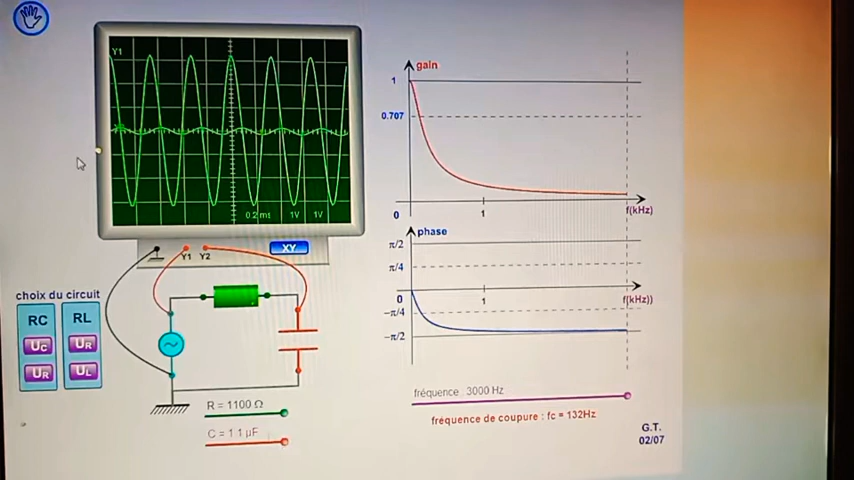 Y1
0.2 ms 1V 1V
Y1 Y2
XY
choix du circuit
RC RL
UC UR
UR UL
R = 1100 Ω
C = 1.1 µF
gain
1
0.707
0
1
f(kHz)
phase
π/2
π/4
0
1
f(kHz))
−π/4
−π/2
fréquence : 3000 Hz
fréquence de coupure : fc = 132Hz
G.T.
02/07